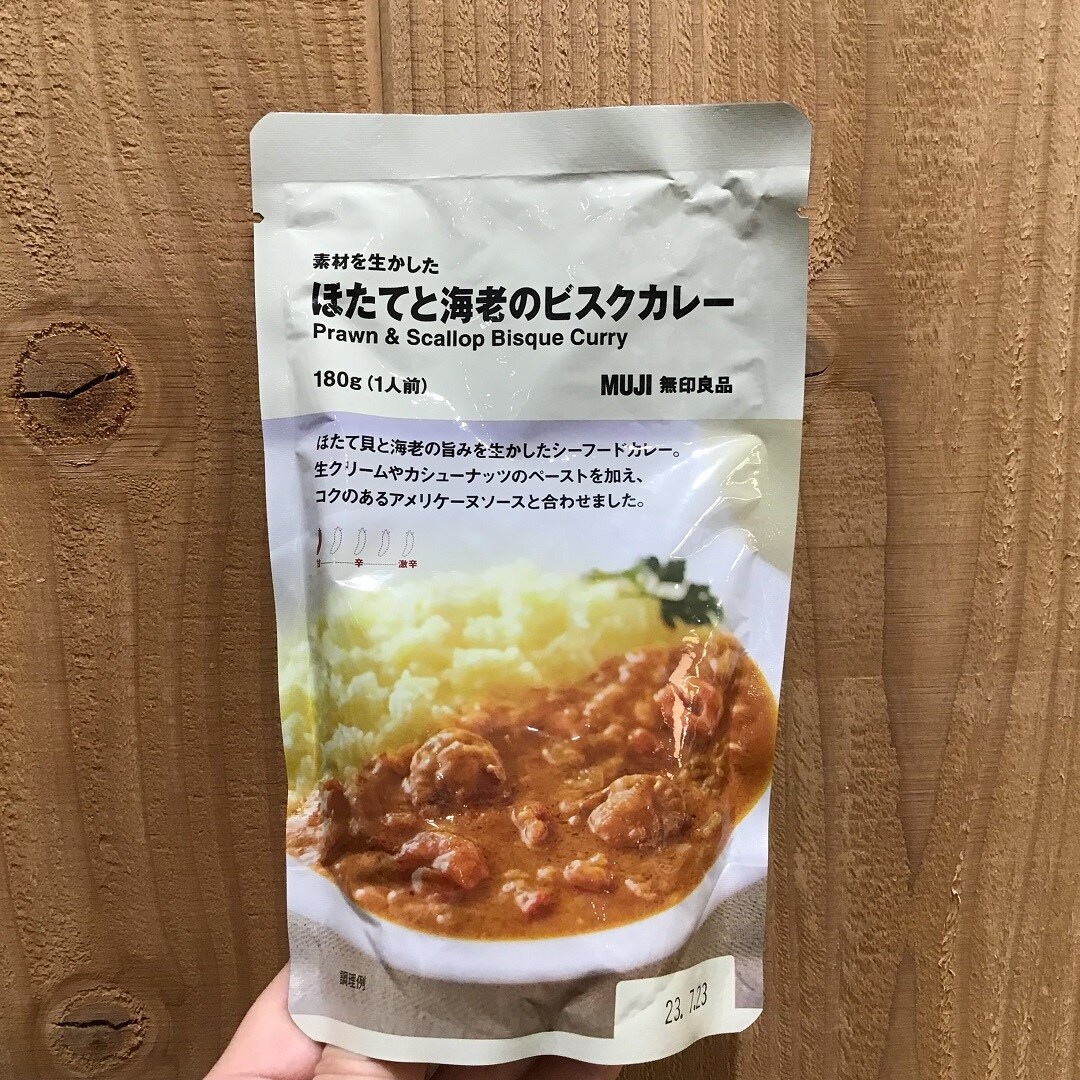 素材を生かした
ほたてと海老のビスクカレー
Prawn & Scallop Bisque Curry
180g(1人前)
MUJI 無印良品
ほたて貝と海老の旨みを生かしたシーフードカレー。
生クリームやカシューナッツのペーストを加え、
コクのあるアメリケーヌソースと合わせました。
甘 辛 激辛
調理例
23. 7.23